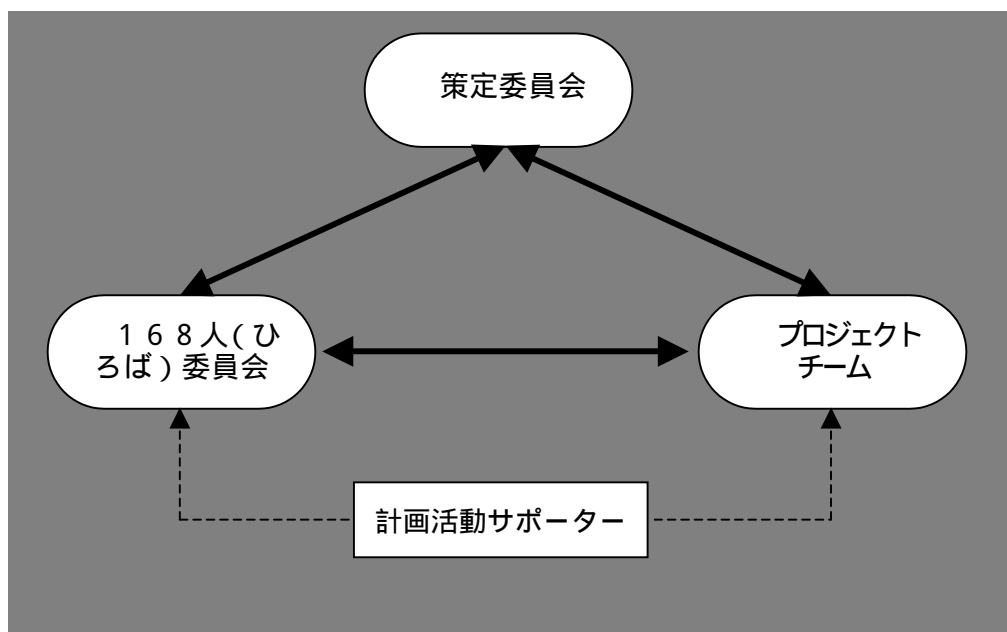 策定委員会
１６８人(ひ
ろば)委員会
プロジェクト
チーム
計画活動サポーター